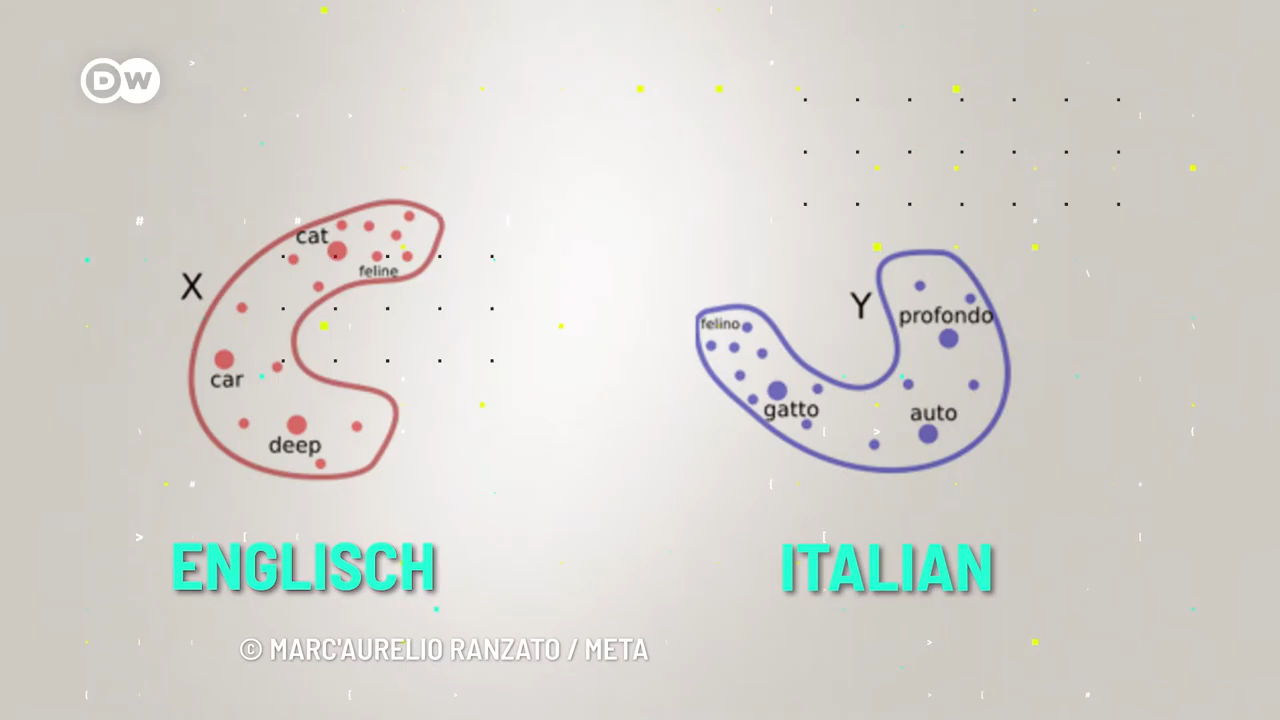 DW
X
cat
feline
car
deep
Y
felino
profondo
gatto
auto
ENGLISCH
ITALIAN
© MARC'AURELIO RANZATO / META